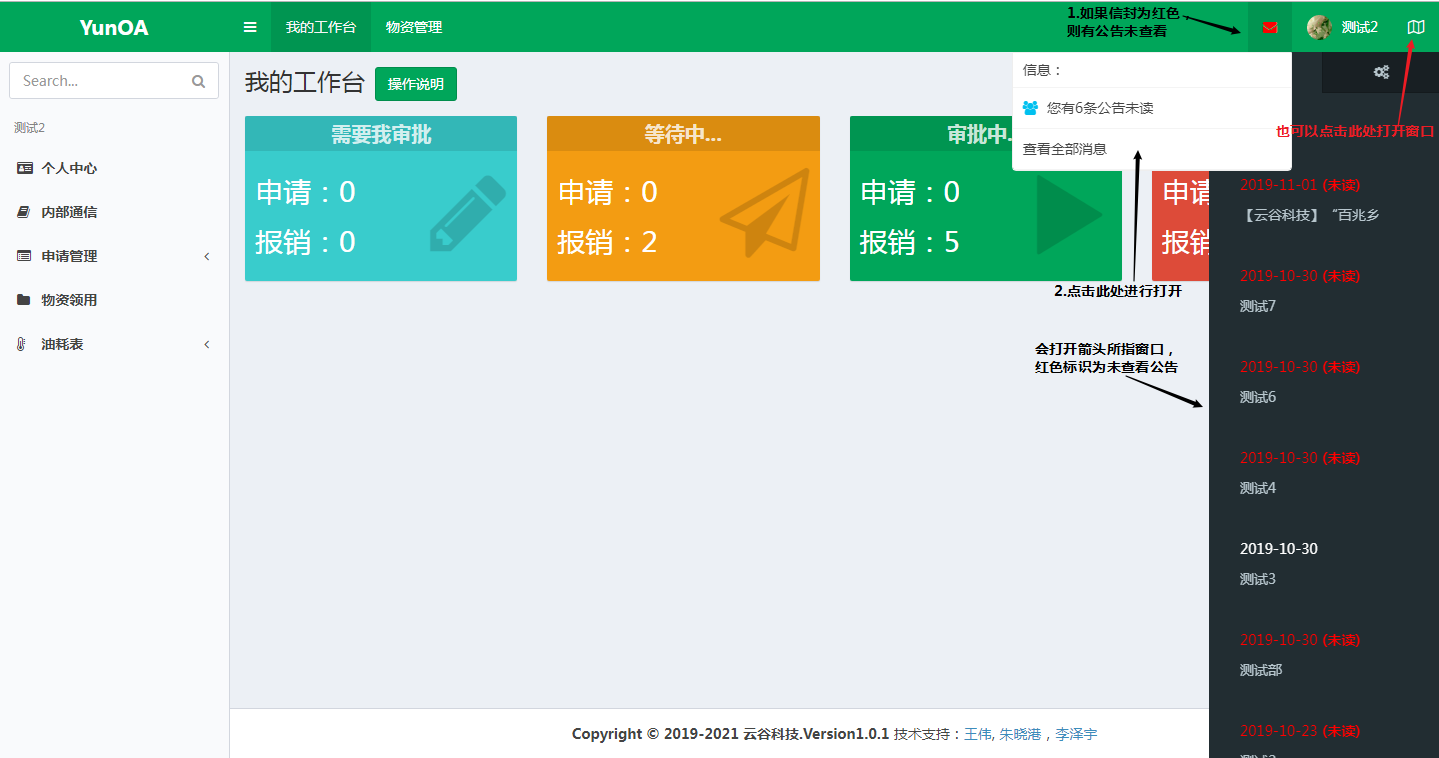 YunOA
我的工作台
物资管理
1.如果信封为红色
则有公告未查看
测试2
Search...
测试2
个人中心
内部通信
申请管理
物资领用
油耗表
我的工作台
操作说明
信息：
您有6条公告未读
查看全部消息
也可以点击此处打开窗口
需要我审批
申请：0
报销：0
等待中...
申请：0
报销：2
审批中.
申请：0
报销：5
申请
报销
2.点击此处进行打开
会打开箭头所指窗口，
红色标识为未查看公告
2019-11-01 (未读)
【云谷科技】“百兆乡
2019-10-30 (未读)
测试7
2019-10-30 (未读)
测试6
2019-10-30 (未读)
测试4
2019-10-30
测试3
2019-10-30 (未读)
测试部
2019-10-23 (未读)
Copyright © 2019-2021 云谷科技.Version1.0.1 技术支持：王伟, 朱晓港，李泽宇